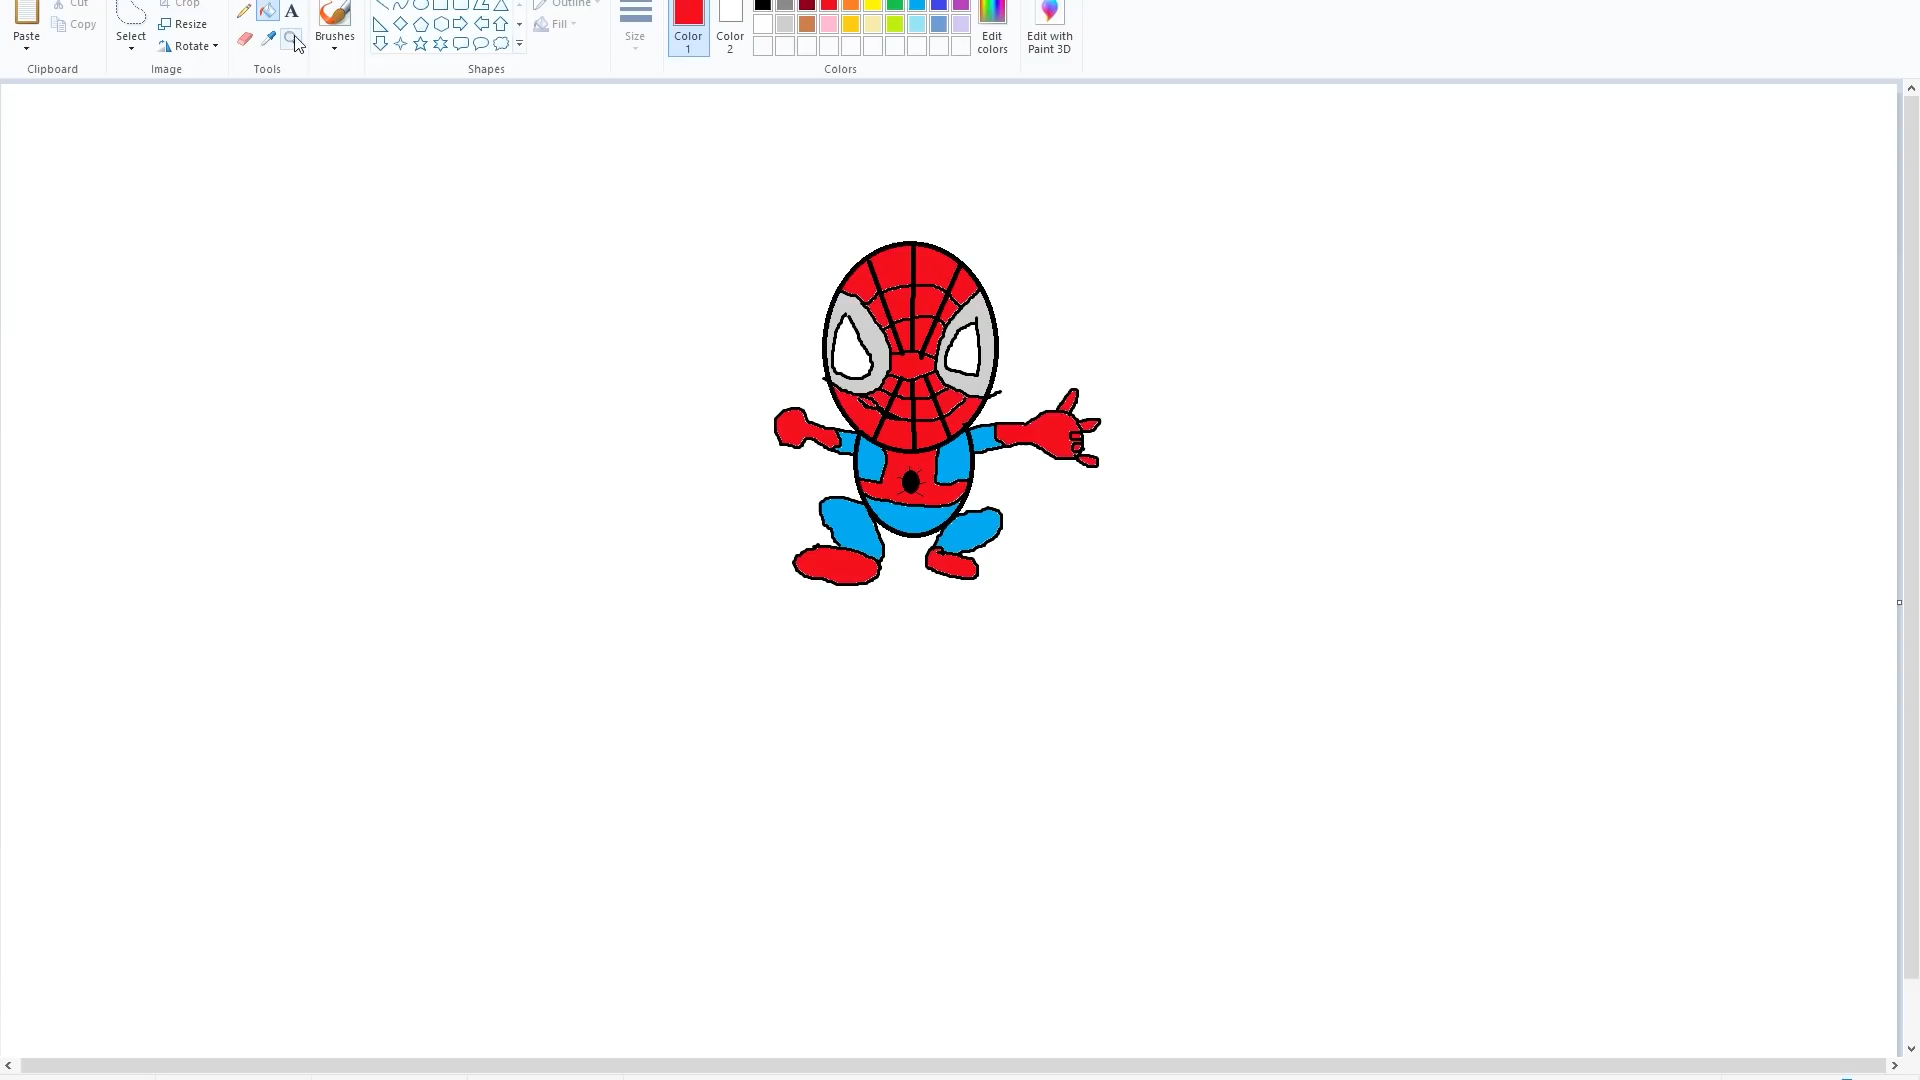 Cut
Crop
A
Outline
Resize
Copy
Fill
Paste
Select
Rotate
Brushes
Size
Color
1
Color
2
Edit
colors
Edit with
Paint 3D
Clipboard
Image
Tools
Shapes
Colors